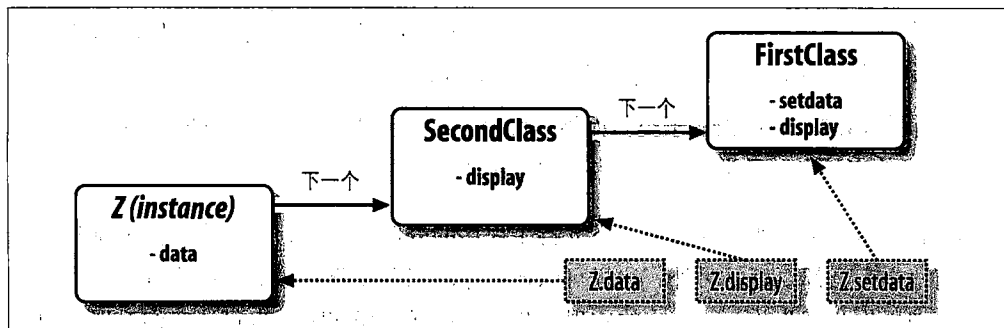 FirstClass
- setdata
- display
下一个
SecondClass
- display
下一个
Z (instance)
- data
Z.data
Z.display
Z.setdata